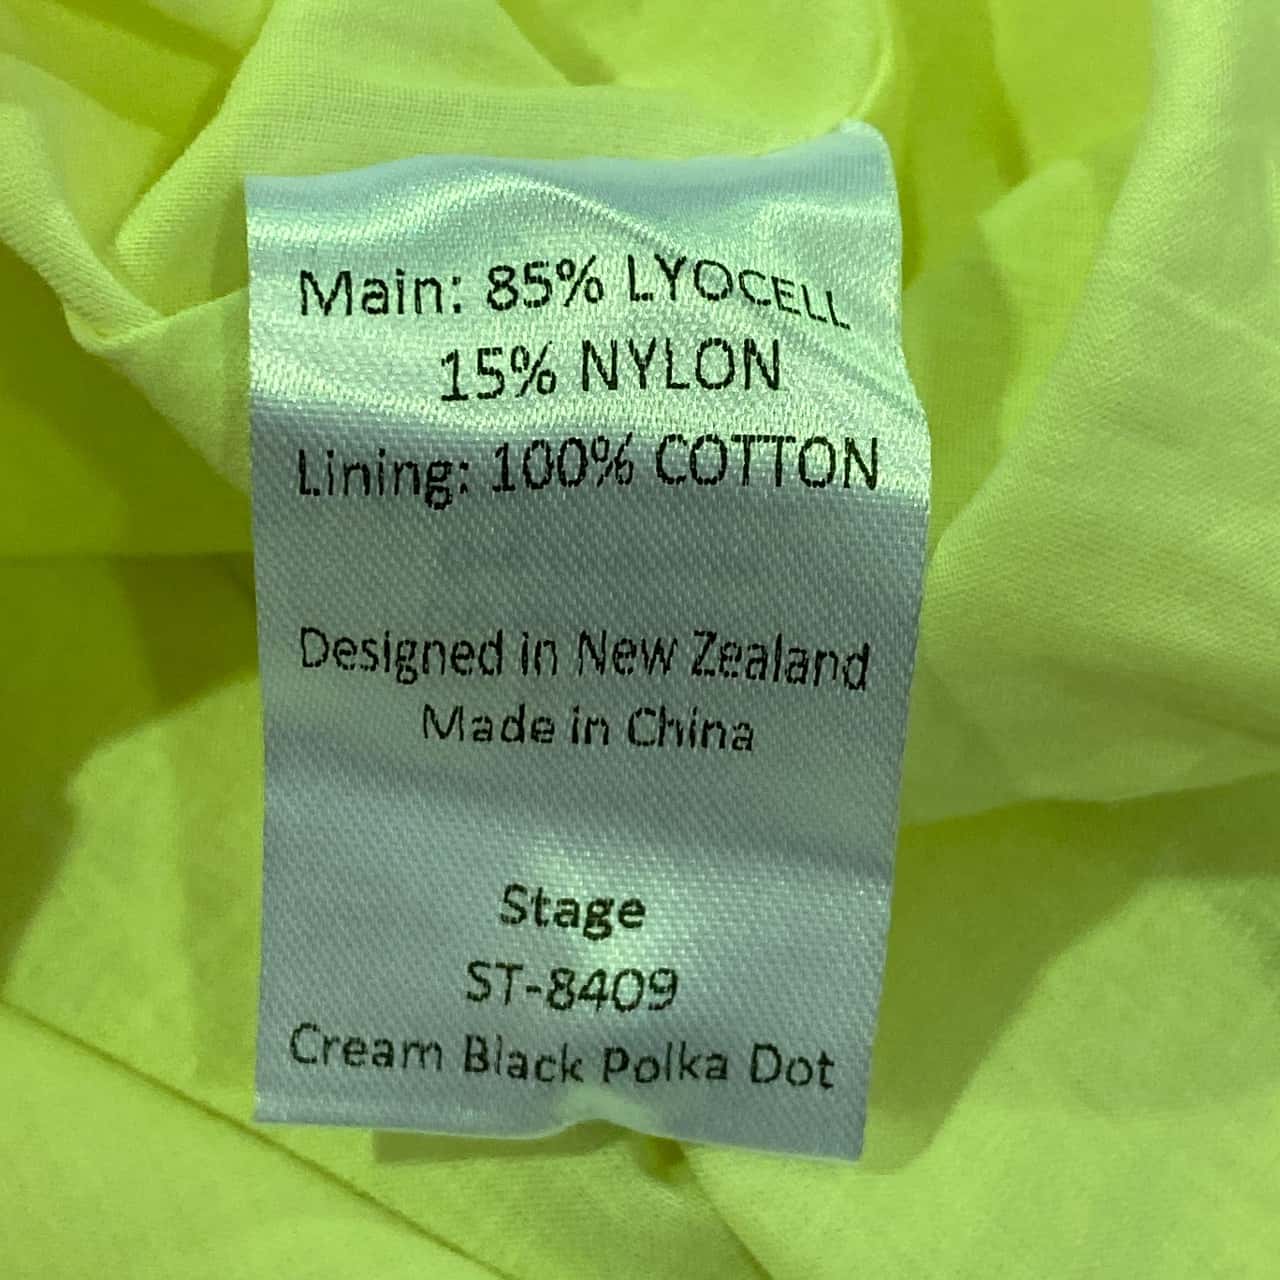 Main: 85% LYOCELL
15% NYLON
Lining: 100% COTTON
Designed in New Zealand
Made in China
Stage
ST-8409
Cream Black Polka Dot